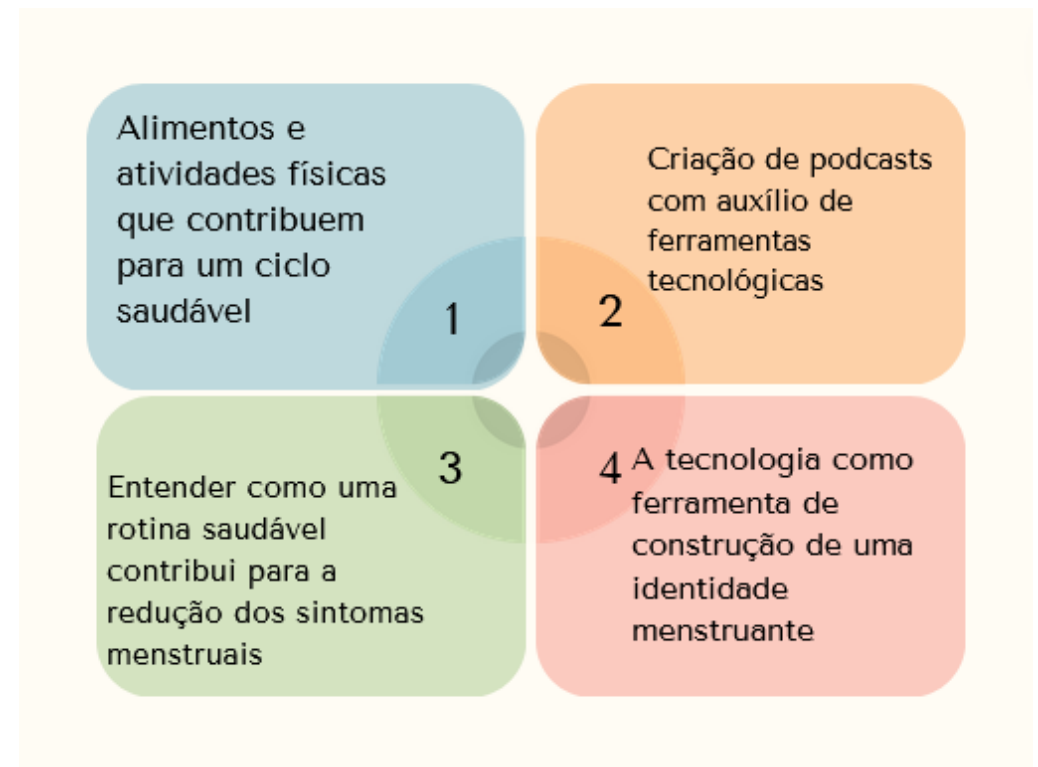 Alimentos e
atividades físicas
que contribuem
para um ciclo
saudável
1
Criação de podcasts
com auxílio de
ferramentas
tecnológicas
2
3
Entender como uma
rotina saudável
contribui para a
redução dos sintomas
menstruais
4
A tecnologia como
ferramenta de
construção de uma
identidade
menstruante